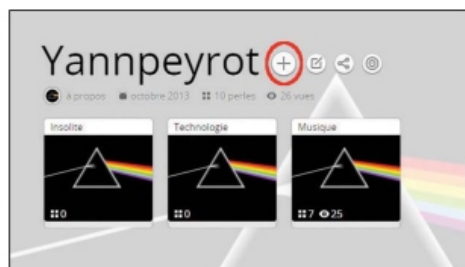 Yannpeyrot
à propos octobre 2013 10 perles 26 vues
Insolite Technologie Musique
0 0 7 25